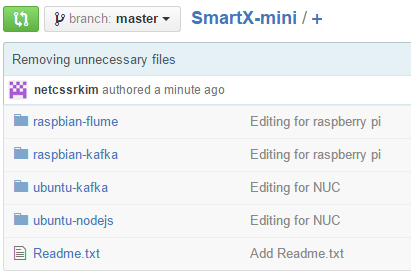 branch: master SmartX-mini / +
Removing unnecessary files
netcssrkim authored a minute ago
raspbian-flume Editing for raspberry pi
raspbian-kafka Editing for raspberry pi
ubuntu-kafka Editing for NUC
ubuntu-nodejs Editing for NUC
Readme.txt Add Readme.txt